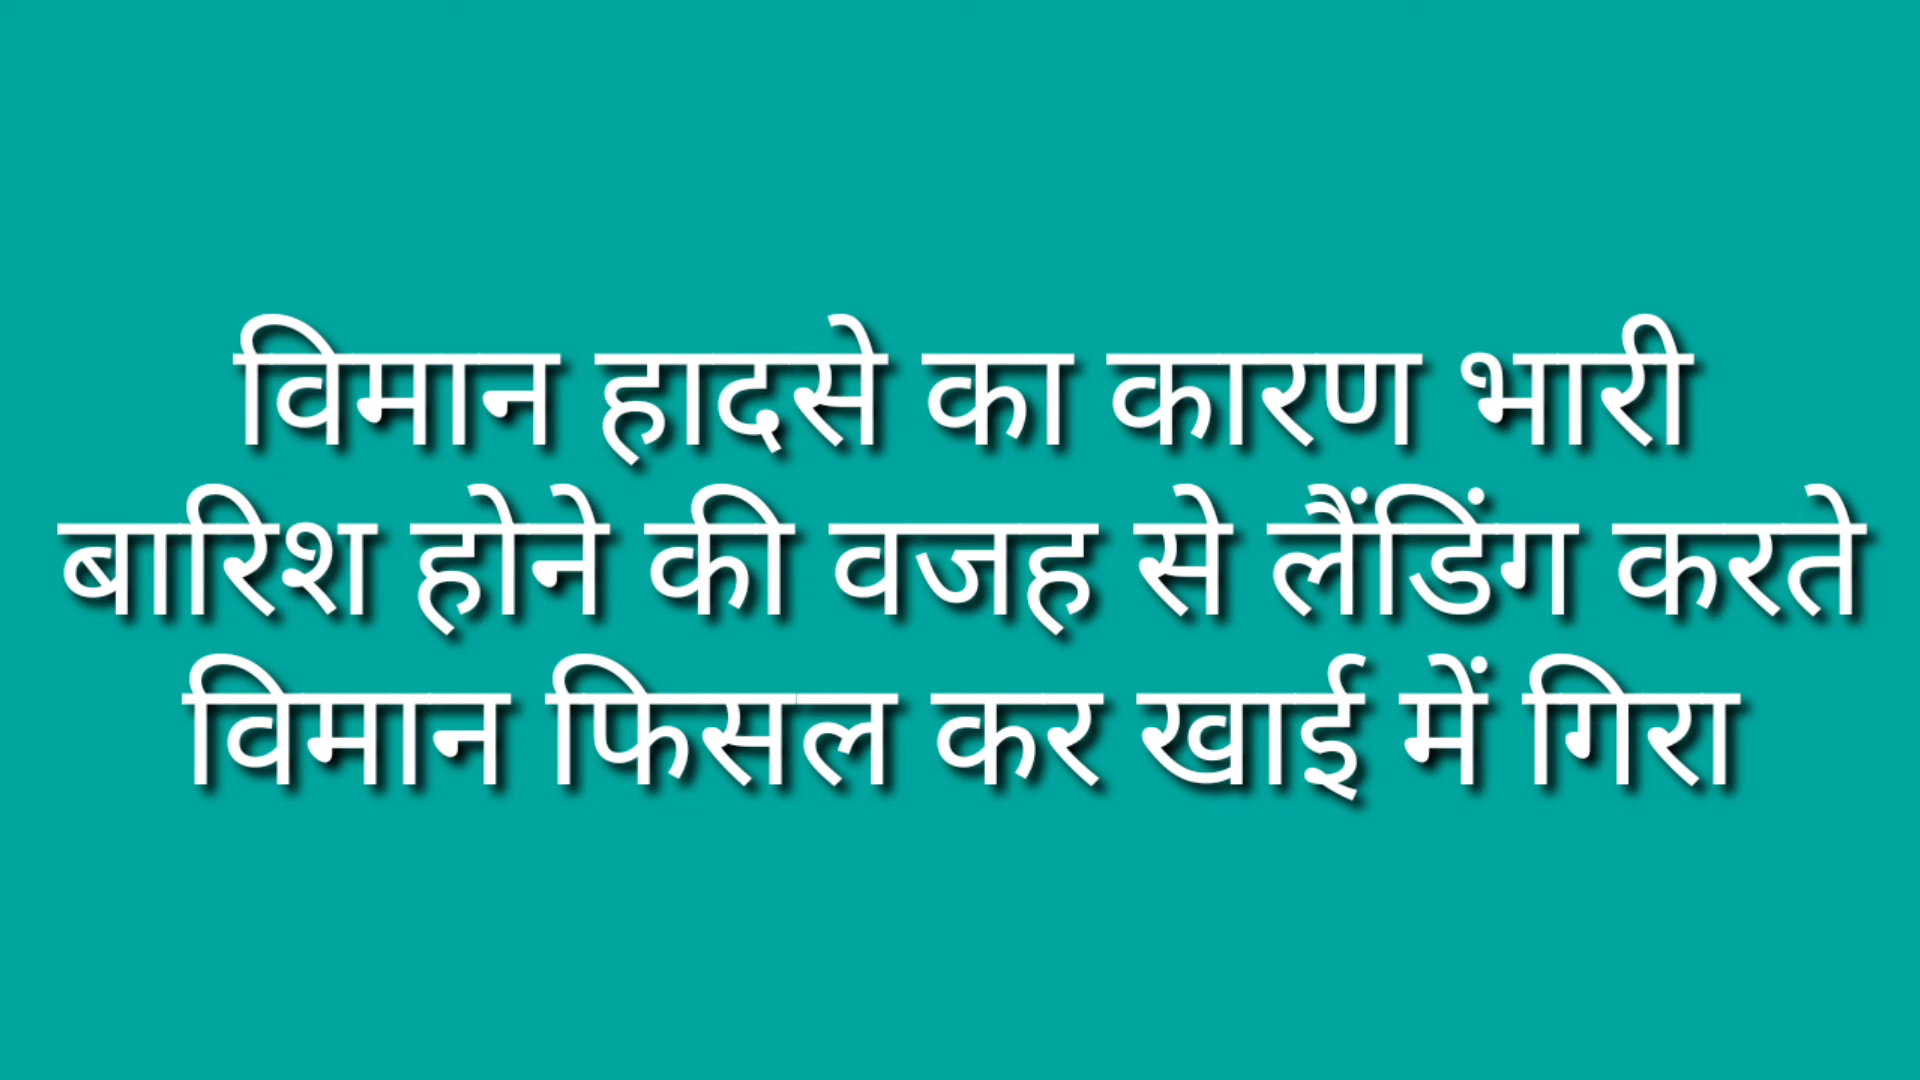 विमान हादसे का कारण भारी
बारिश होने की वजह से लैंडिंग करते
विमान फिसल कर खाई में गिरा